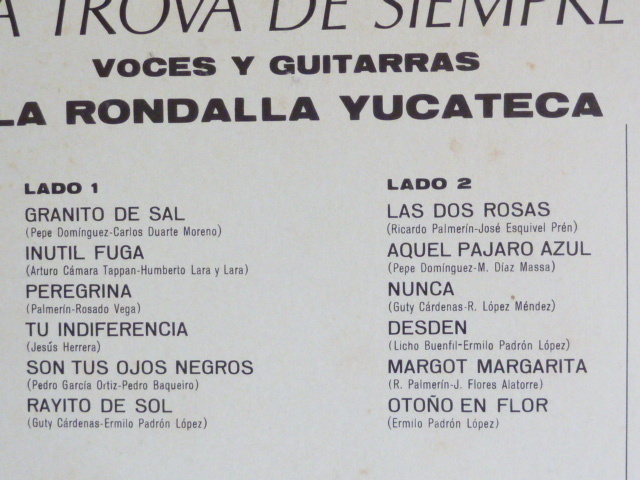 A TROVA DE SIEMPRE
VOCES Y GUITARRAS
LA RONDALLA YUCATECA
LADO 1
GRANITO DE SAL
(Pepe Domínguez-Carlos Duarte Moreno)
INUTIL FUGA
(Arturo Cámara Tappan-Humberto Lara y Lara)
PEREGRINA
(Palmerín-Rosado Vega)
TU INDIFERENCIA
(Jesús Herrera)
SON TUS OJOS NEGROS
(Pedro García Ortiz-Pedro Baqueiro)
RAYITO DE SOL
(Guty Cárdenas-Ermilo Padrón López)
LADO 2
LAS DOS ROSAS
(Ricardo Palmerín-José Esquivel Prén)
AQUEL PAJARO AZUL
(Pepe Domínguez-M. Díaz Massa)
NUNCA
(Guty Cárdenas-R. López Méndez)
DESDEN
(Licho Buenfil-Ermilo Padrón López)
MARGOT MARGARITA
(R. Palmerín-J. Flores Alatorre)
OTOÑO EN FLOR
(Ermilo Padrón López)